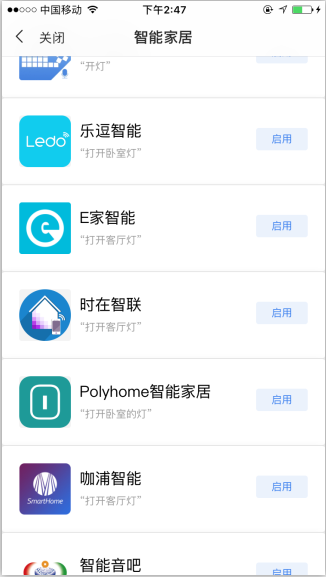 中国移动
下午2:47
关闭
智能家居
“开灯”
Ledo
乐逗智能
“打开卧室灯”
启用
E家智能
“打开客厅灯”
启用
时在智联
“打开客厅灯”
启用
Polyhome智能家居
“打开卧室的灯”
启用
SmartHome
咖浦智能
“打开客厅灯”
启用
智能音吧
启用